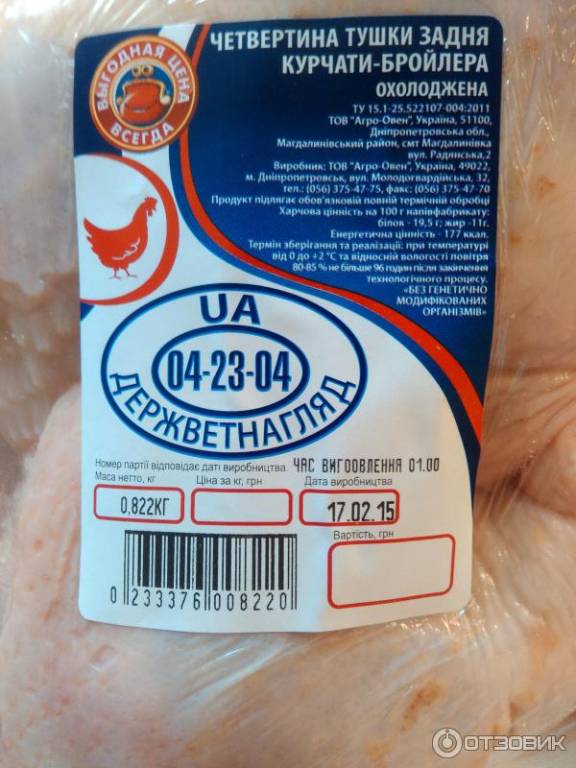 ВЫГОДНАЯ ЦЕНА
ВСЕГДА
ЧЕТВЕРТИНА ТУШКИ ЗАДНЯ
КУРЧАТИ-БРОЙЛЕРА
ОХОЛОДЖЕНА
ТУ 15.1-25.522107-004:2011
ТОВ "Агро-Овен", Україна, 51100,
Дніпропетровська обл.,
Магдалинівський район, смт Магдалинівка
вул. Радянська,2
Виробник: ТОВ "Агро-Овен", Україна, 49022,
м. Дніпропетровськ, вул. Молодогвардійська, 12,
тел.: (056) 375-47-75, факс: (056) 375-47-70
Продукт підлягає обов'язковій повній термічній обробці
Харчова цінність на 100 г напівфабрикату:
білок - 19,5 г; жир -11г.
Енергетична цінність - 177 ккал.
Термін зберігання та реалізації: при температурі
від 0 до +2 °С та відносній вологості повітря
80-85 % не більше 96 годин після закінчення
технологічного процесу.
«БЕЗ ГЕНЕТИЧНО
МОДИФІКОВАНИХ
ОРГАНІЗМІВ»
UA
04-23-04
ДЕРЖВЕТНАГЛЯД
Номер партії відповідає даті виробництва. ЧАС ВИГООВЛЕННЯ 01.00
Маса нетто, кг Ціна за кг, грн Дата виробництва
0,822КГ 17.02.15
Вартість, грн
0 233376 008220
ОТЗОВИК